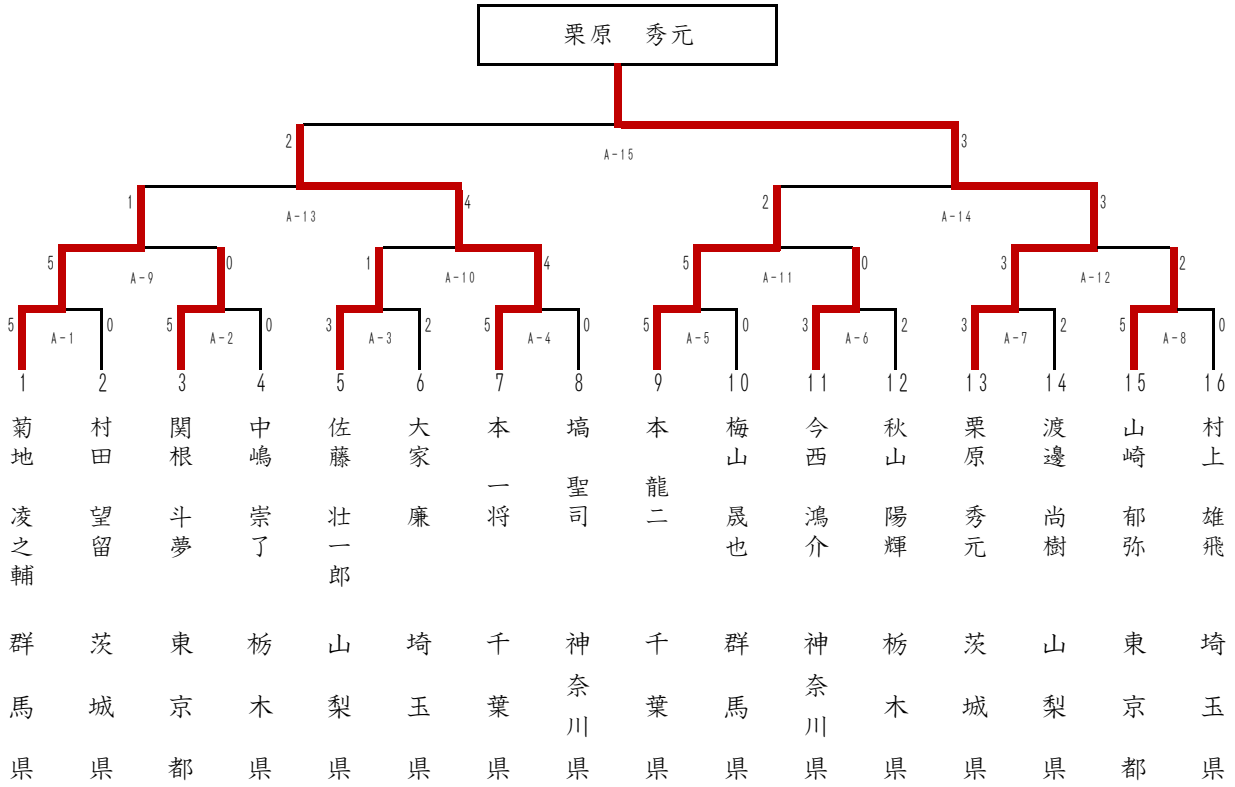 栗原 秀元
2 3
A-15
1 4 2 3
A-13 A-14
5 0 1 4 5 0 3 2
A-9 A-10 A-11 A-12
5 0 5 0 3 2 5 0 5 0 3 2 3 2 5 0
A-1 A-2 A-3 A-4 A-5 A-6 A-7 A-8
1 2 3 4 5 6 7 8 9 10 11 12 13 14 15 16
菊地 凌之輔
村田 望留
関根 斗夢
中嶋 崇了
佐藤 壮一郎
大家 廉
本 一将
塙 聖司
本 龍二
梅山 晟也
今西 鴻介
秋山 陽輝
栗原 秀元
渡邊 尚樹
山崎 郁弥
村上 雄飛
群馬県
茨城県
東京都
栃木県
山梨県
埼玉県
千葉県
神奈川県
千葉県
群馬県
神奈川県
栃木県
茨城県
山梨県
東京都
埼玉県